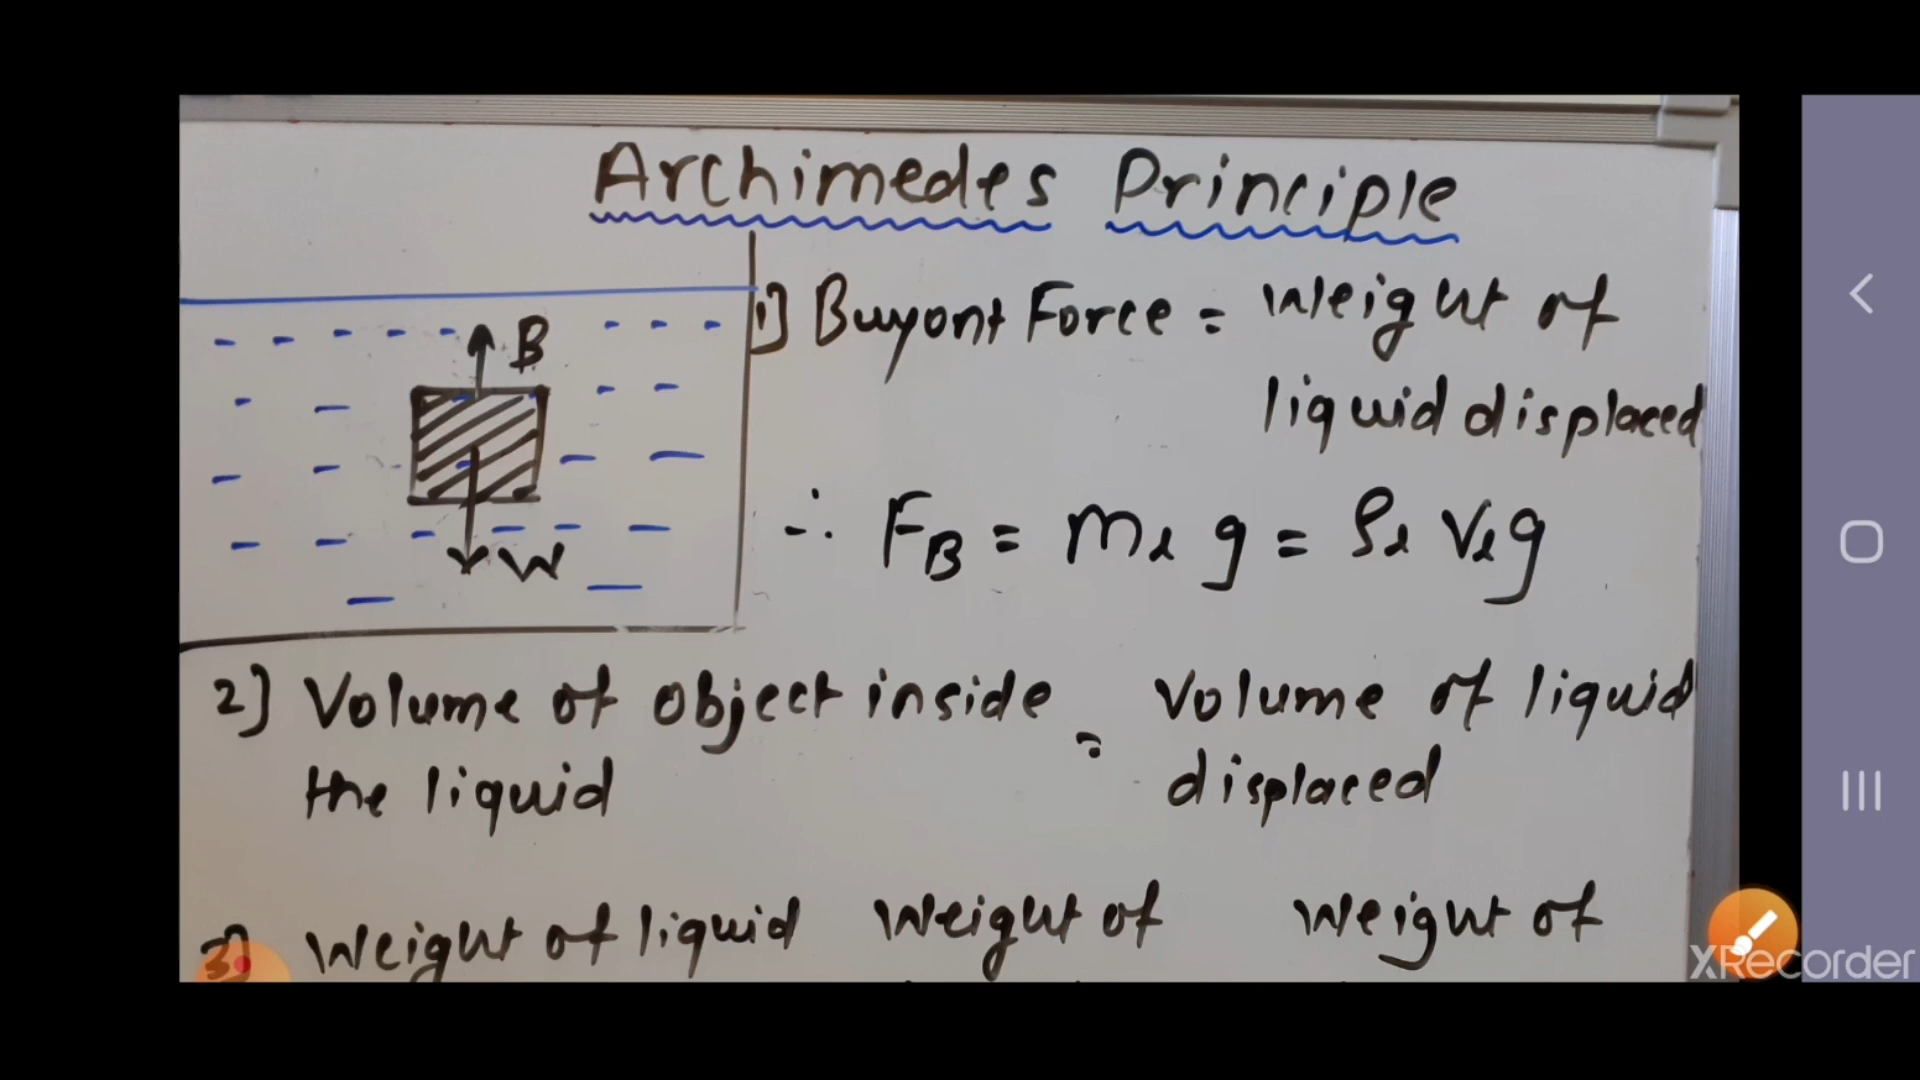 Archimedes Principle
1] Buyont Force = Weight of
liquid displaced
B
W
∴ FB = ml g = ρl Vl g
2] Volume of object inside = Volume of liquid
the liquid displaced
3] Weight of liquid Weight of Weight of
XRecorder